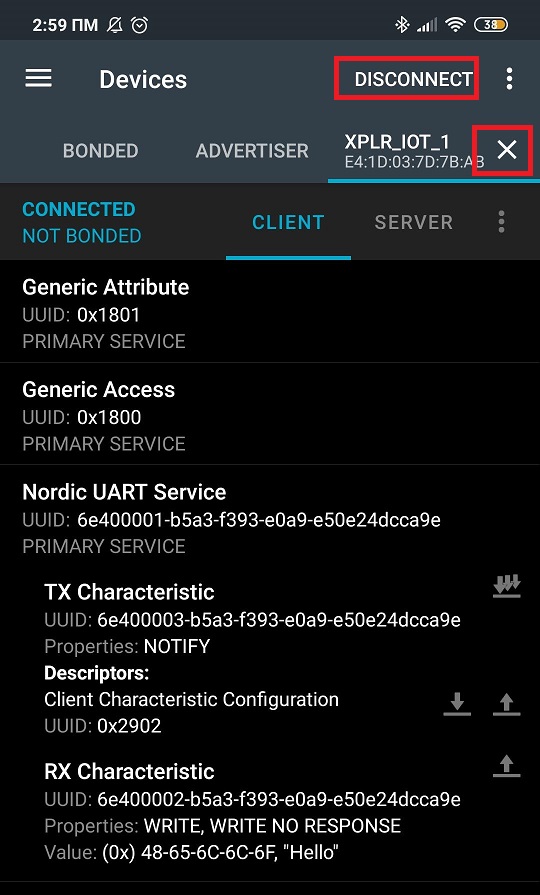 2:59 ΠΜ 38
Devices DISCONNECT
BONDED ADVERTISER XPLR_IOT_1
E4:1D:03:7D:7B:AB
CONNECTED
NOT BONDED
CLIENT SERVER
Generic Attribute
UUID: 0x1801
PRIMARY SERVICE
Generic Access
UUID: 0x1800
PRIMARY SERVICE
Nordic UART Service
UUID: 6e400001-b5a3-f393-e0a9-e50e24dcca9e
PRIMARY SERVICE
TX Characteristic
UUID: 6e400003-b5a3-f393-e0a9-e50e24dcca9e
Properties: NOTIFY
Descriptors:
Client Characteristic Configuration
UUID: 0x2902
RX Characteristic
UUID: 6e400002-b5a3-f393-e0a9-e50e24dcca9e
Properties: WRITE, WRITE NO RESPONSE
Value: (0x) 48-65-6C-6C-6F, "Hello"